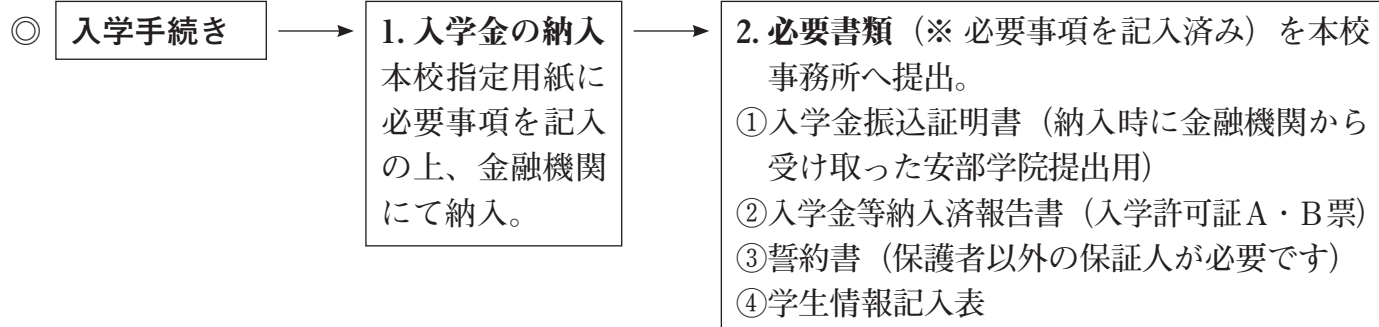 ◎ 入学手続き
1. 入学金の納入
本校指定用紙に
必要事項を記入
の上、金融機関
にて納入。
2. 必要書類（※ 必要事項を記入済み）を本校
事務所へ提出。
①入学金振込証明書（納入時に金融機関から
受け取った安部学院提出用）
②入学金等納入済報告書（入学許可証Ａ・Ｂ票）
③誓約書（保護者以外の保証人が必要です）
④学生情報記入表